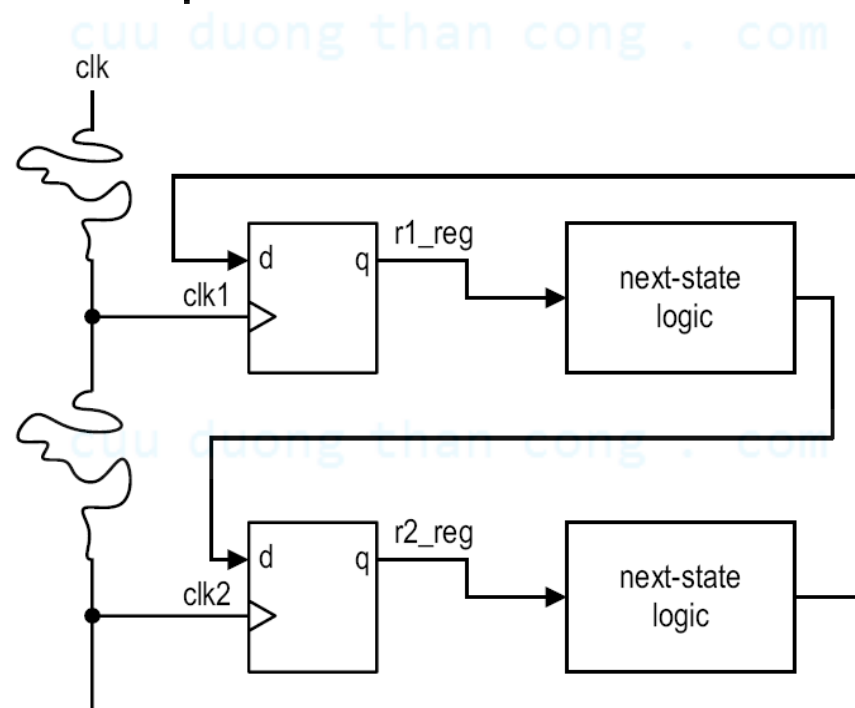 cuu duong than cong . com
clk
d
q
r1_reg
next-state
logic
clk1
cuu duong than cong . com
d
q
r2_reg
next-state
logic
clk2